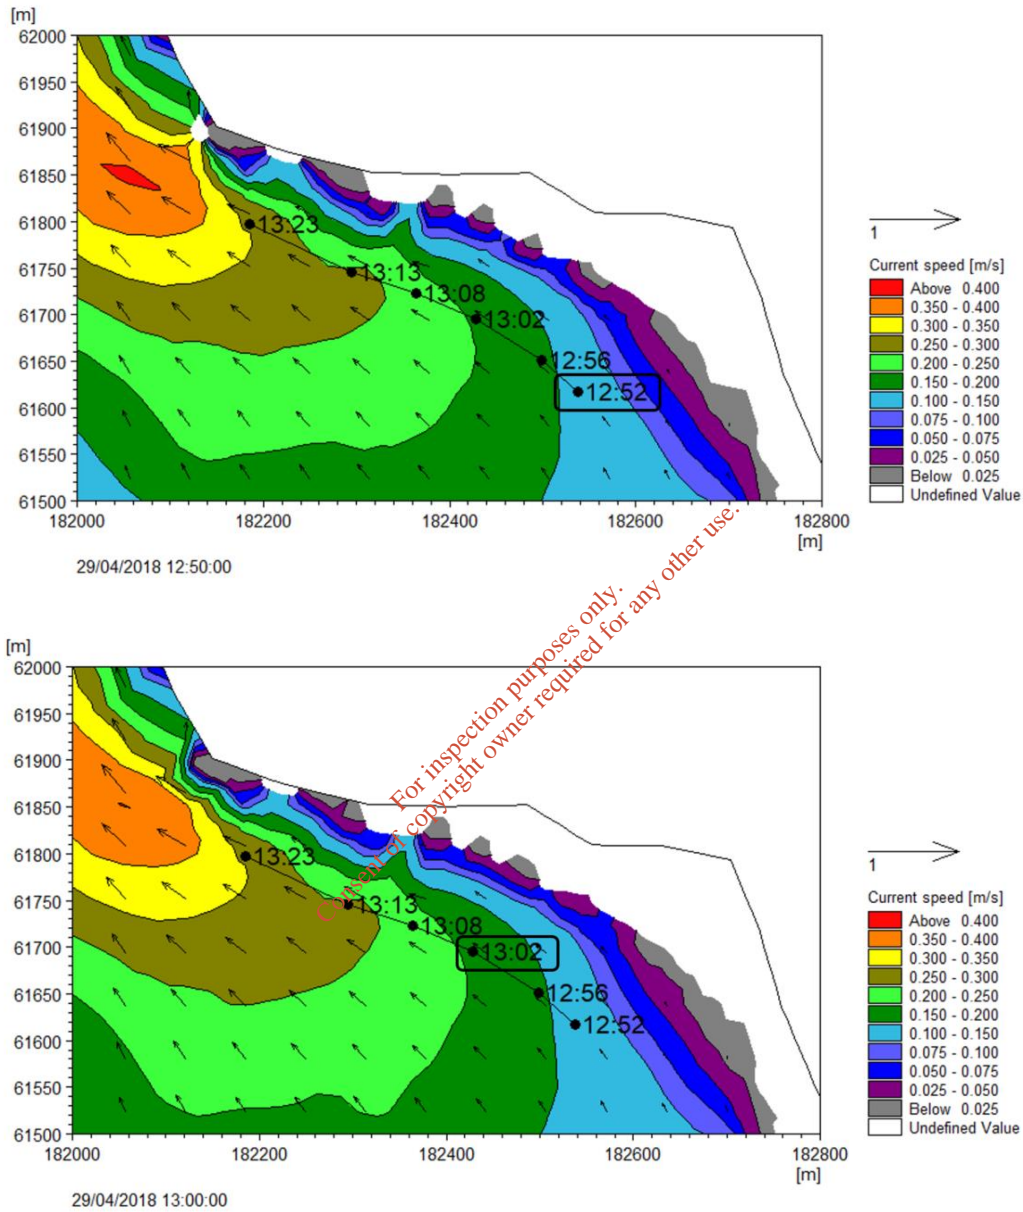 [m]
62000
61950
61900
61850
61800
61750
61700
61650
61600
61550
61500
182000 182200 182400 182600 182800
[m]
13:23
13:13
13:08
13:02
12:56
12:52
1
Current speed [m/s]
Above 0.400
0.350 - 0.400
0.300 - 0.350
0.250 - 0.300
0.200 - 0.250
0.150 - 0.200
0.100 - 0.150
0.075 - 0.100
0.050 - 0.075
0.025 - 0.050
Below 0.025
Undefined Value
29/04/2018 12:50:00
For inspection purposes only.
Consent of copyright owner required for any other use.
[m]
62000
61950
61900
61850
61800
61750
61700
61650
61600
61550
61500
182000 182200 182400 182600 182800
[m]
13:23
13:13
13:08
13:02
12:56
12:52
1
Current speed [m/s]
Above 0.400
0.350 - 0.400
0.300 - 0.350
0.250 - 0.300
0.200 - 0.250
0.150 - 0.200
0.100 - 0.150
0.075 - 0.100
0.050 - 0.075
0.025 - 0.050
Below 0.025
Undefined Value
29/04/2018 13:00:00